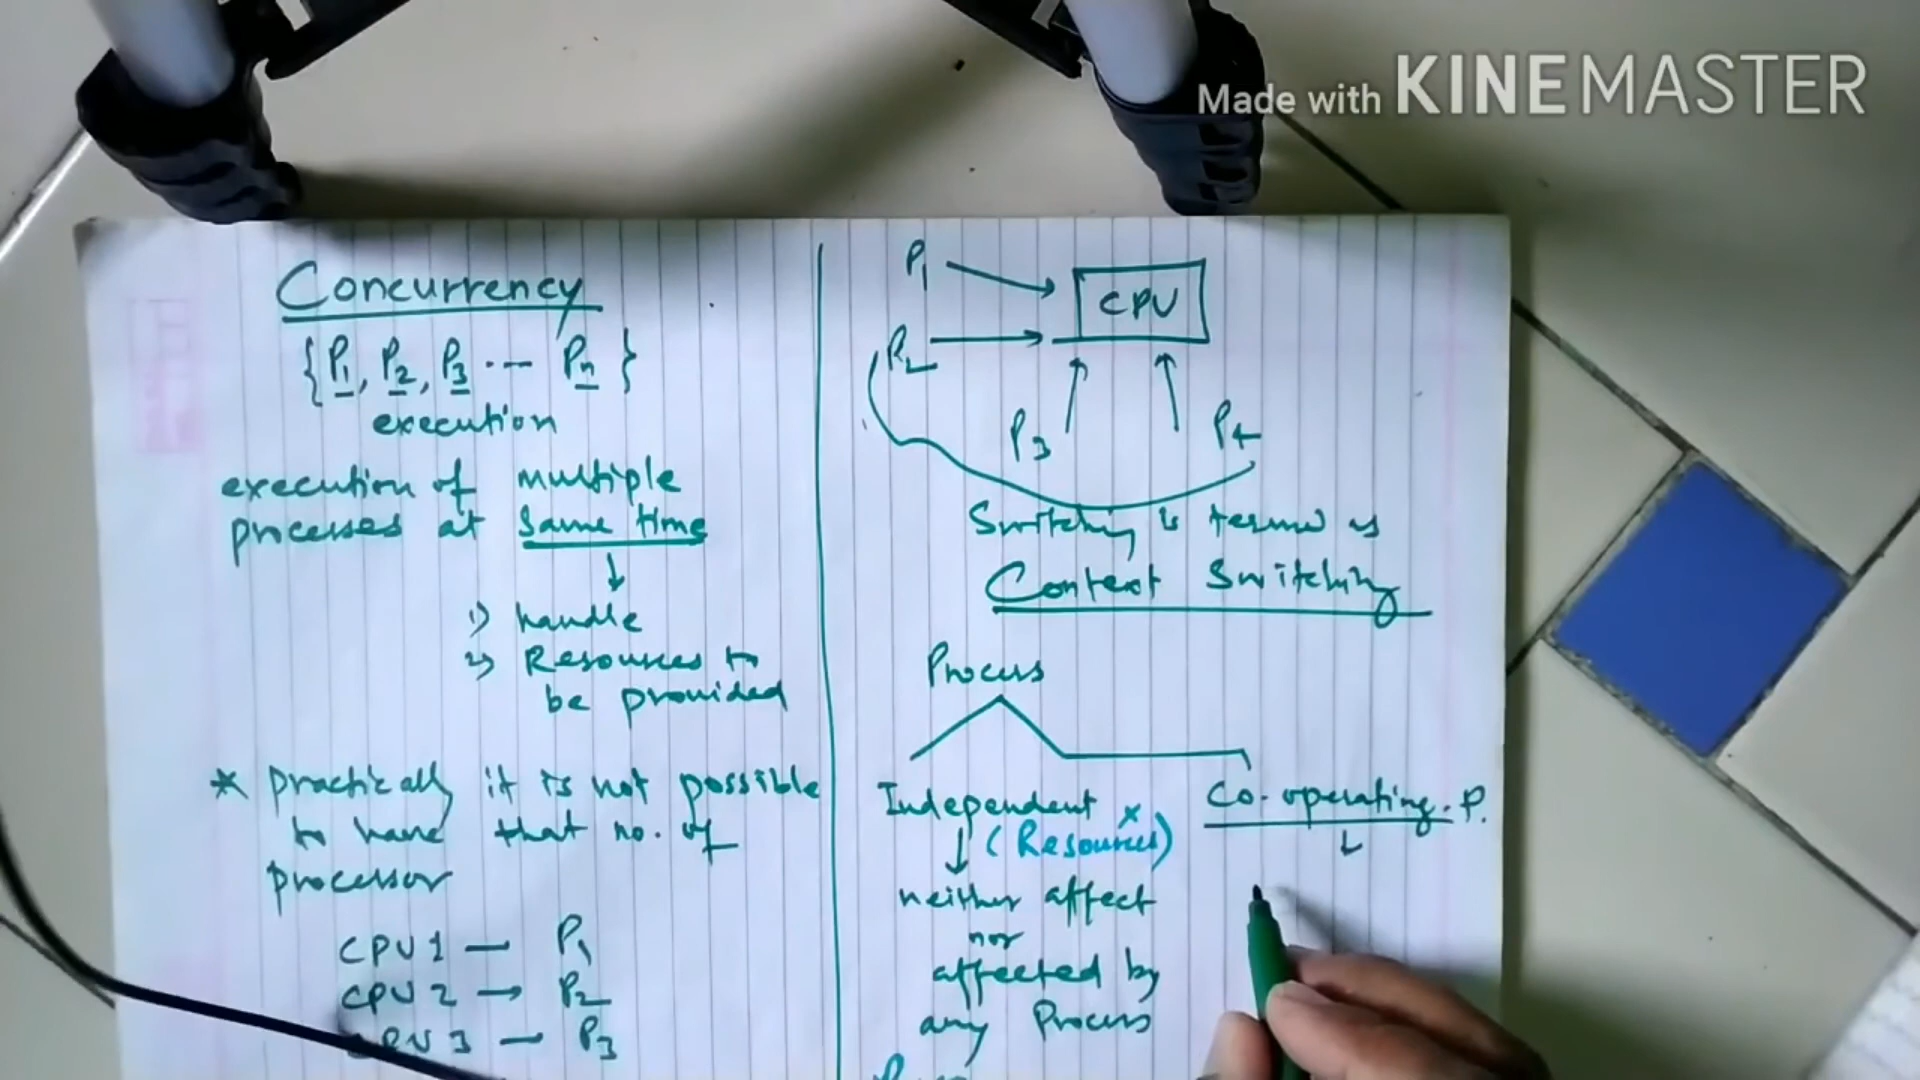 Made with KINEMASTER
Concurrency
{P1, P2, P3 ... Pn}
execution
execution of multiple
processes at same time
1) handle
2) Resources to
be provided
* practically it is not possible
to have that no. of
processor
CPU 1 — P1
CPU 2 → P2
CPU 3 — P3
P1
CPU
P2
P3
P4
Switching is termed as
Context Switching
Process
Independent
(Resources) x
neither affect
nor
affected by
any Process
Co-operating. P.